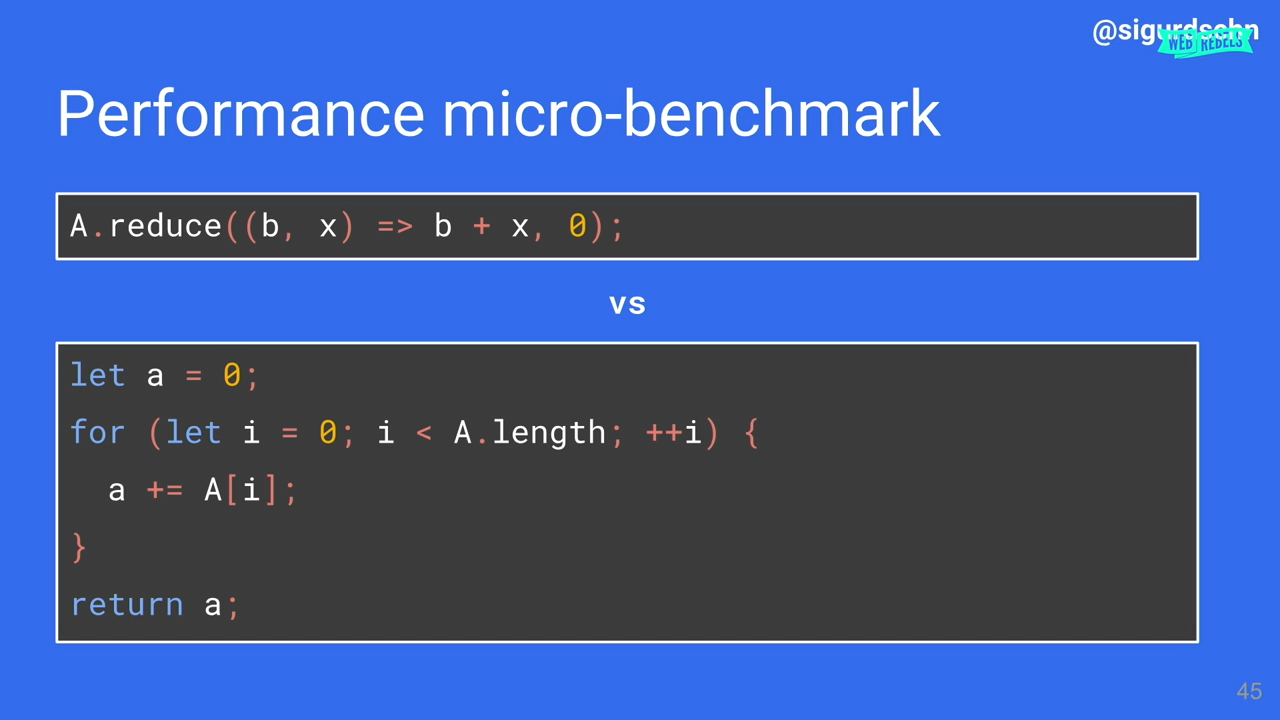 @sigurdschn
WEB REBELS
Performance micro-benchmark
A.reduce((b, x) => b + x, 0);
vs
let a = 0;
for (let i = 0; i < A.length; ++i) {
  a += A[i];
}
return a;
45